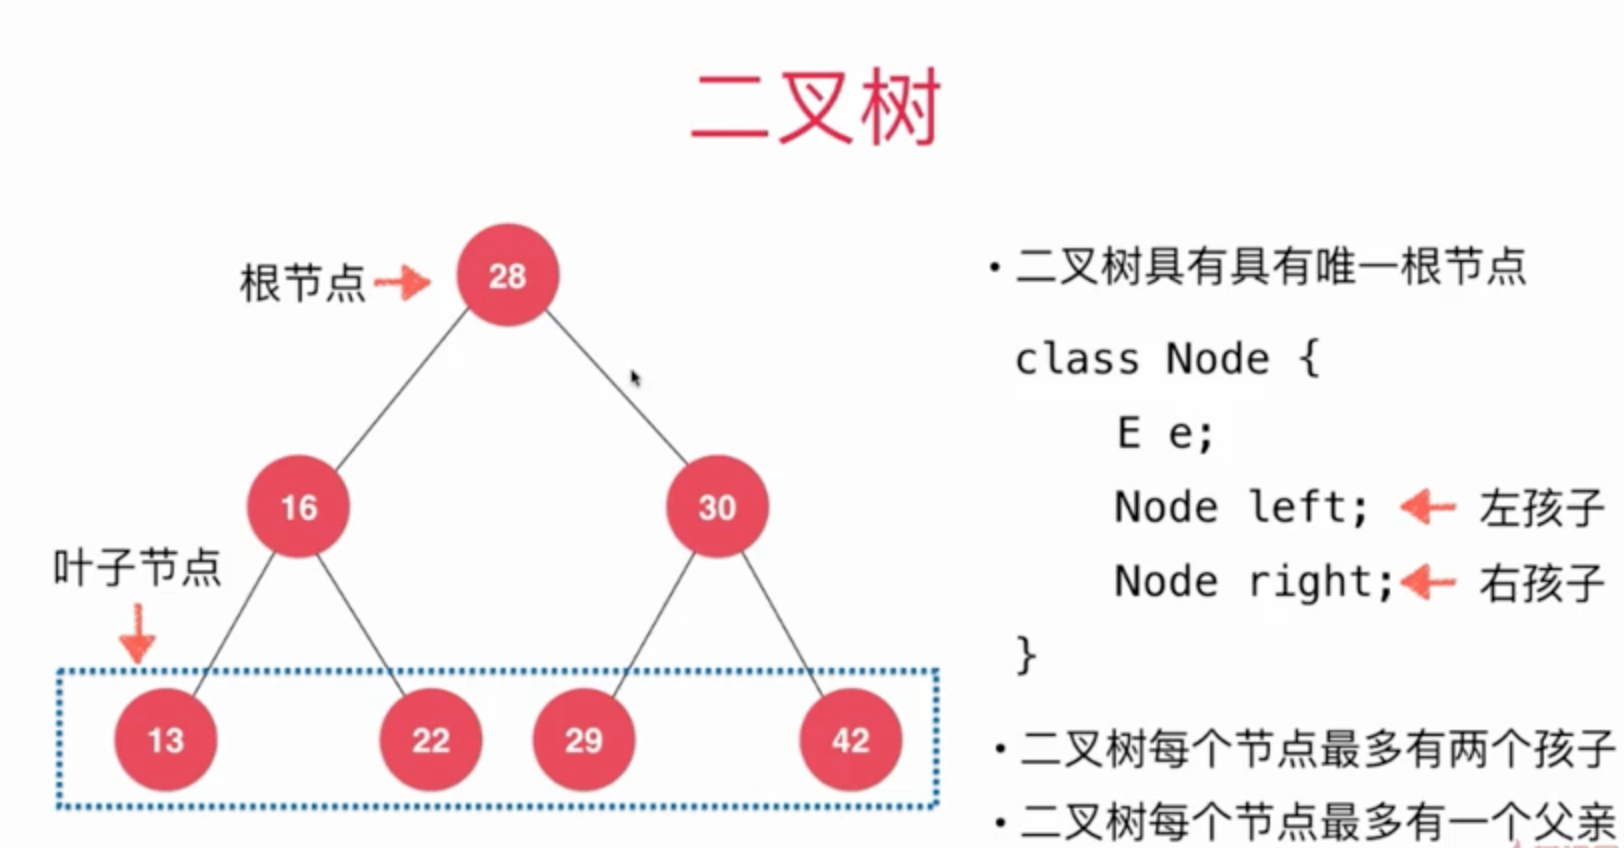 二叉树
根节点
28
16
30
叶子节点
13
22
29
42
• 二叉树具有具有唯一根节点
class Node {
E e;
Node left; 左孩子
Node right; 右孩子
}
• 二叉树每个节点最多有两个孩子
• 二叉树每个节点最多有一个父亲